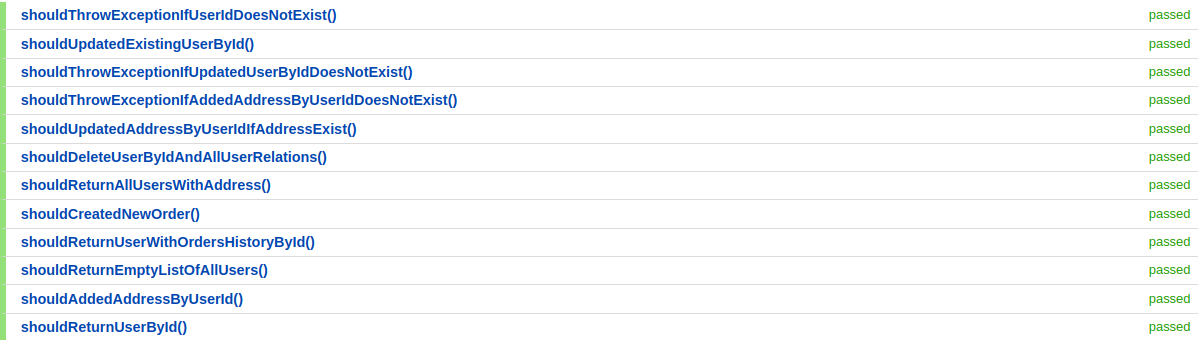 shouldThrowExceptionIfUserIdDoesNotExist() passed
shouldUpdatedExistingUserById() passed
shouldThrowExceptionIfUpdatedUserByIdDoesNotExist() passed
shouldThrowExceptionIfAddedAddressByUserIdDoesNotExist() passed
shouldUpdatedAddressByUserIdIfAddressExist() passed
shouldDeleteUserByIdAndAllUserRelations() passed
shouldReturnAllUsersWithAddress() passed
shouldCreatedNewOrder() passed
shouldReturnUserWithOrdersHistoryById() passed
shouldReturnEmptyListOfAllUsers() passed
shouldAddedAddressByUserId() passed
shouldReturnUserById() passed